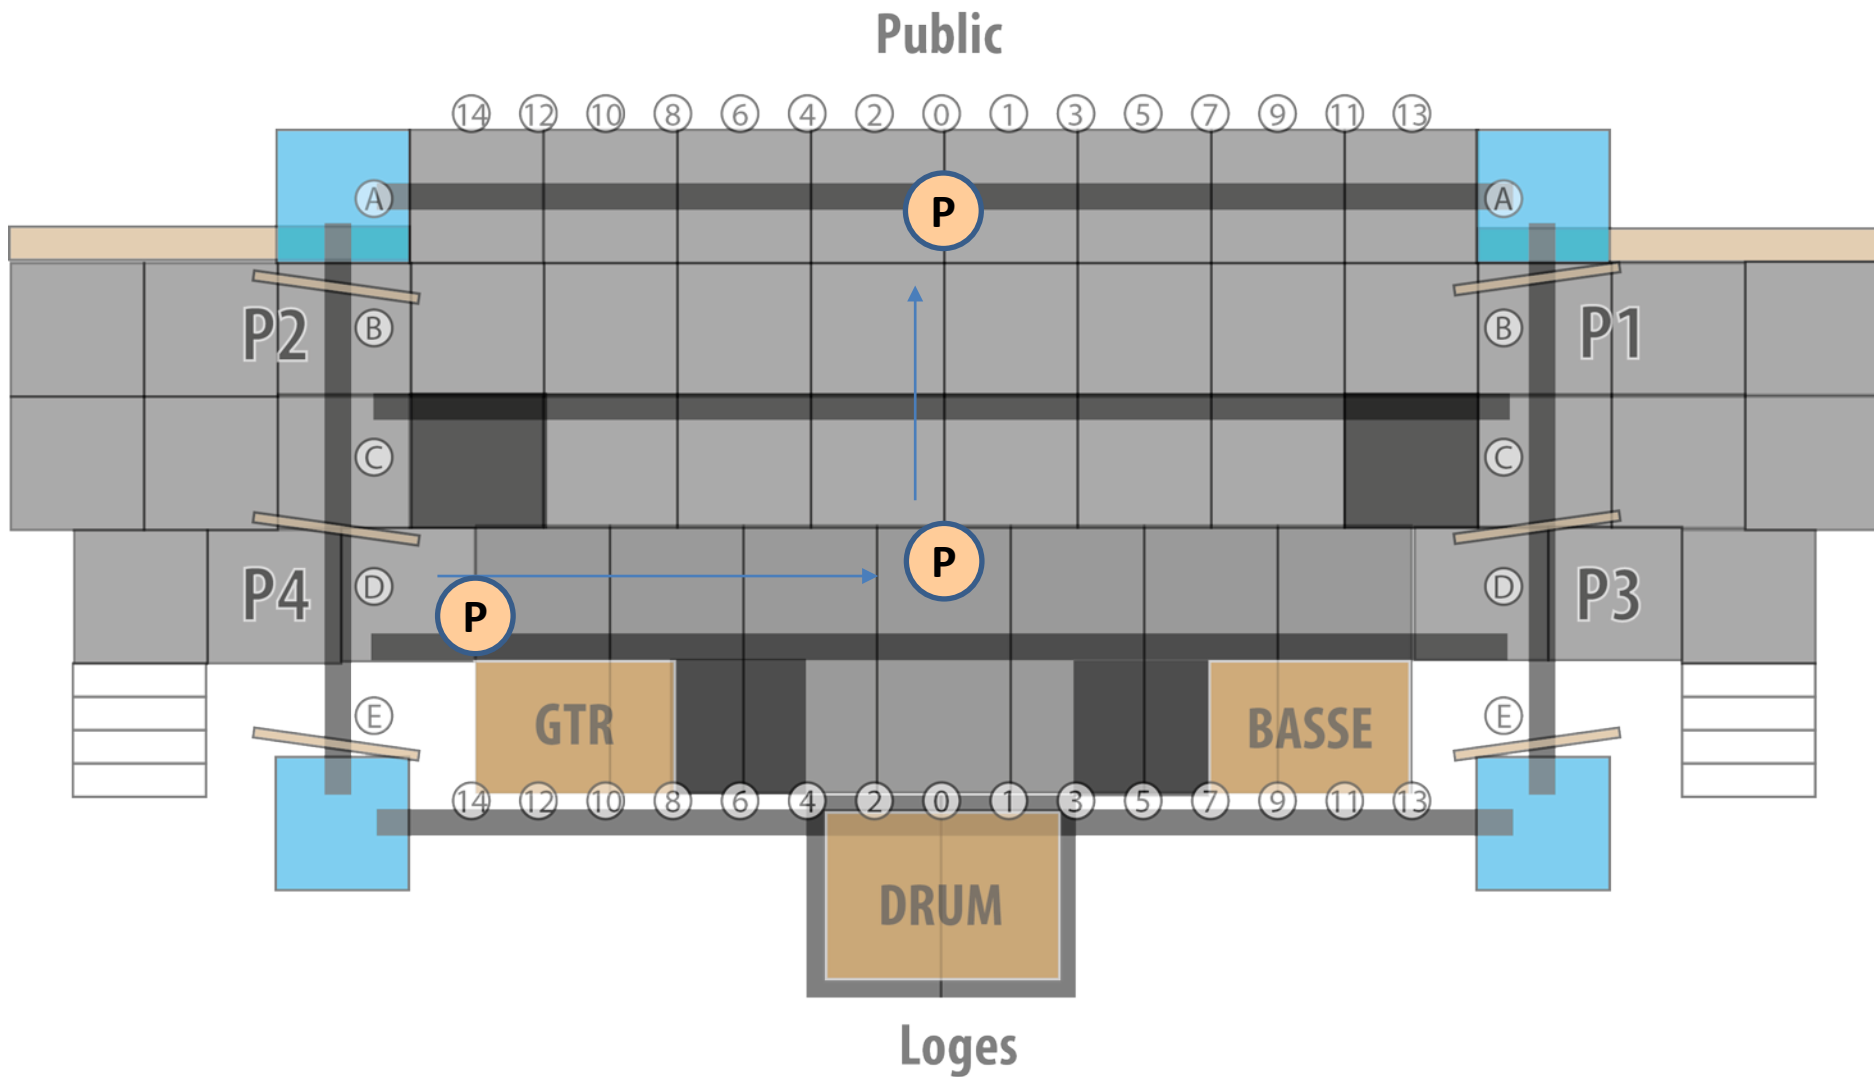 Public
14 12 10 8 6 4 2 0 1 3 5 7 9 11 13
A A
P
P2 B B P1
C C
P
P4 D D P3
P
E E
GTR BASSE
14 12 10 8 6 4 2 0 1 3 5 7 9 11 13
DRUM
Loges